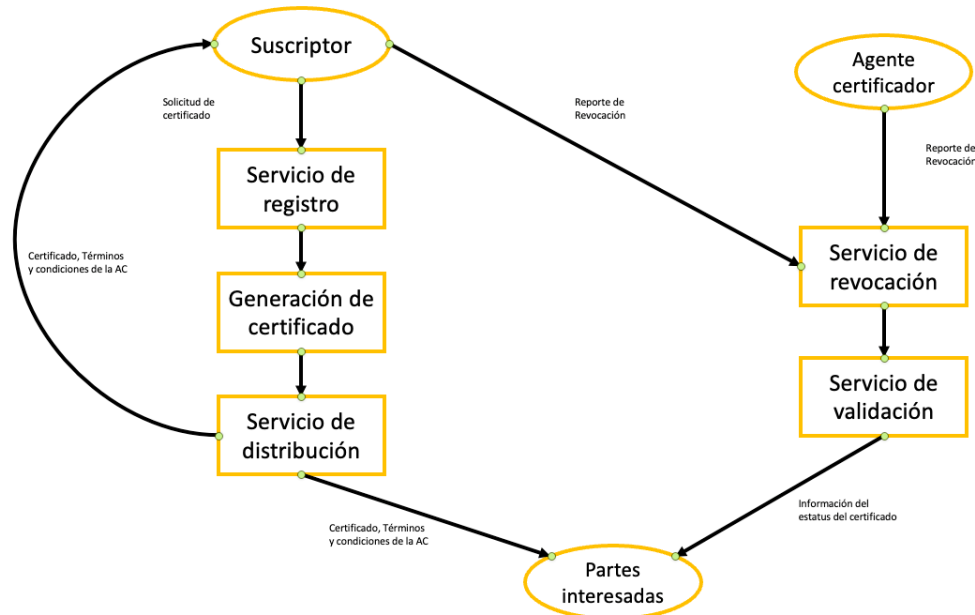 Suscriptor
Agente
certificador
Solicitud de
certificado
Reporte de
Revocación
Reporte de
Revocación
Servicio de
registro
Certificado, Términos
y condiciones de la AC
Servicio de
revocación
Generación de
certificado
Servicio de
validación
Servicio de
distribución
Información del
estatus del certificado
Certificado, Términos
y condiciones de la AC
Partes
interesadas